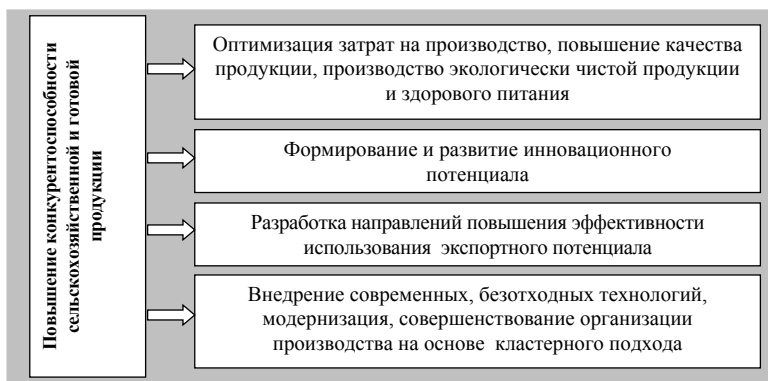 Повышение конкурентоспособности
сельскохозяйственной и готовой
продукции
Оптимизация затрат на производство, повышение качества
продукции, производство экологически чистой продукции
и здорового питания
Формирование и развитие инновационного
потенциала
Разработка направлений повышения эффективности
использования экспортного потенциала
Внедрение современных, безотходных технологий,
модернизация, совершенствование организации
производства на основе кластерного подхода